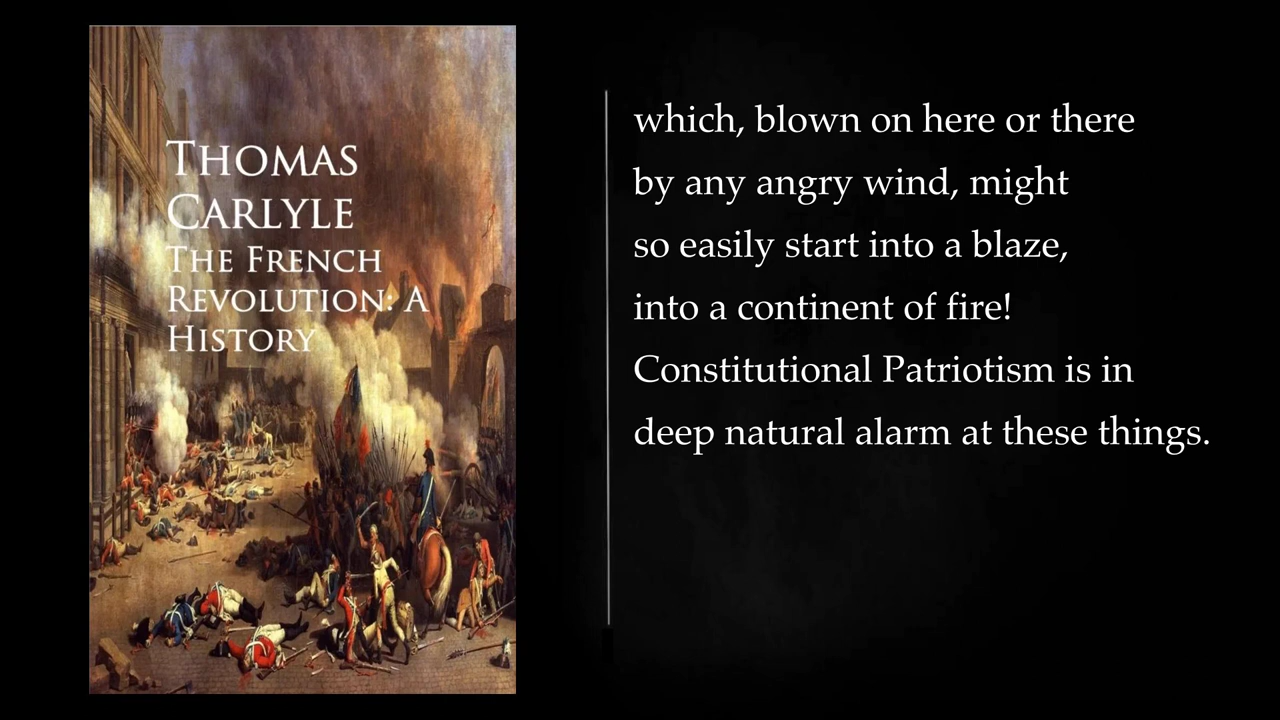 THOMAS
CARLYLE
THE FRENCH
REVOLUTION: A
HISTORY
which, blown on here or there
by any angry wind, might
so easily start into a blaze,
into a continent of fire!
Constitutional Patriotism is in
deep natural alarm at these things.